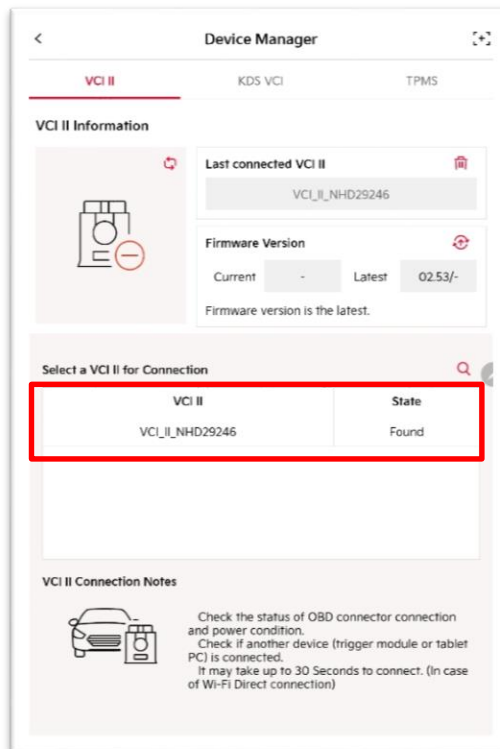 Device Manager
VCI II KDS VCI TPMS
VCI II Information
Last connected VCI II
VCI_II_NHD29246
Firmware Version
Current - Latest 02.53/-
Firmware version is the latest.
Select a VCI II for Connection
VCI II State
VCI_II_NHD29246 Found
VCI II Connection Notes
Check the status of OBD connector connection
and power condition.
Check if another device (trigger module or tablet
PC) is connected.
It may take up to 30 Seconds to connect. (In case
of Wi-Fi Direct connection)